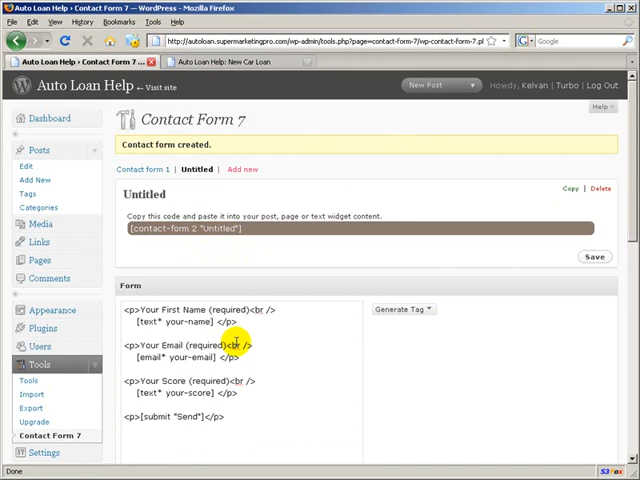 Contact Form 7 — WordPress - Mozilla Firefox
File Edit View History Bookmarks Tools Help
http://autoloan.supermarketingpro.com/wp-admin/tools.php?page=contact-form-7/wp-contact-form-7.pl
Google
Auto Loan Help › Contact Form 7 ...
Auto Loan Help: New Car Loan
Auto Loan Help ← Visit site
New Post
Howdy, Kelvan | Turbo | Log Out
Help
Dashboard
Posts
Edit
Add New
Tags
Categories
Media
Links
Pages
Comments
Appearance
Plugins
Users
Tools
Tools
Import
Export
Upgrade
Contact Form 7
Settings
Contact Form 7
Contact form created.
Contact form 1 | Untitled | Add new
Untitled
Copy | Delete
Copy this code and paste it into your post, page or text widget content.
[contact-form 2 "Untitled"]
Save
Form
<p>Your First Name (required)<br />
[text* your-name] </p>
<p>Your Email (required)<br />
[email* your-email] </p>
<p>Your Score (required)<br />
[text* your-score] </p>
<p>[submit "Send"]</p>
Generate Tag
Done
S3Fox